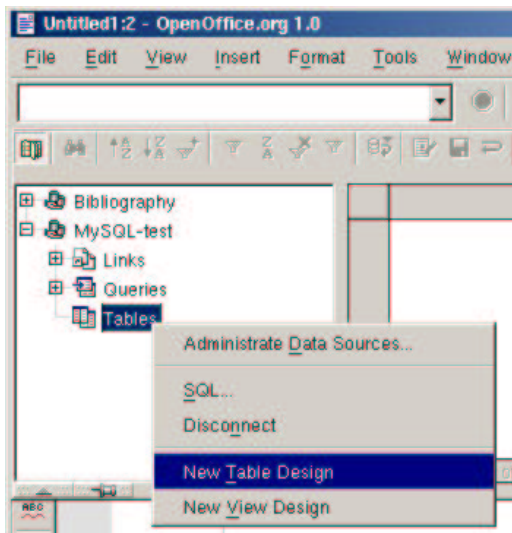 Untitled1:2 - OpenOffice.org 1.0
File Edit View Insert Format Tools Window
Bibliography
MySQL-test
Links
Queries
Tables
Administrate Data Sources...
SQL...
Disconnect
New Table Design
New View Design
ABC